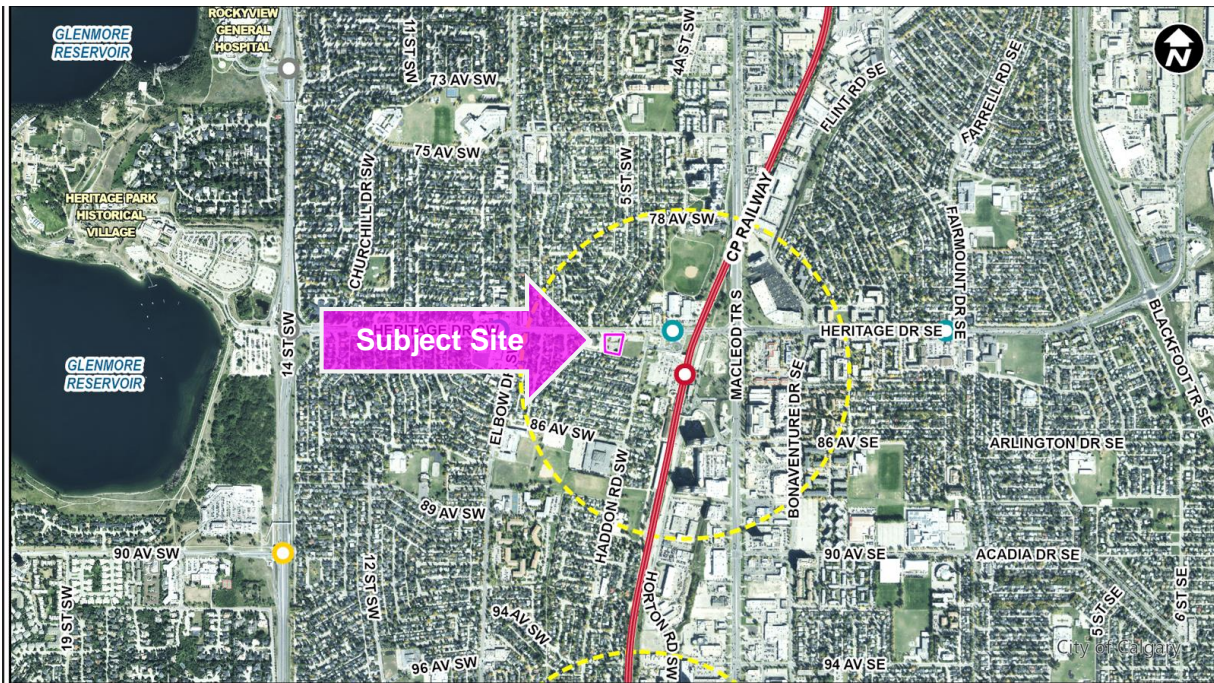 ROCKYVIEW
GENERAL
HOSPITAL
GLENMORE
RESERVOIR
11 ST SW
4A ST SW
73 AV SW
FLINT RD SE
FARRELL RD SE
N
75 AV SW
CHURCHILL DR SW
5 ST SW
HERITAGE PARK
HISTORICAL
VILLAGE
78 AV SW
CP RAILWAY
FAIRMOUNT DR SE
HERITAGE DR SW
Subject Site
HERITAGE DR SE
14 ST SW
MACLEOD TR S
BLACKFOOT TR SE
GLENMORE
RESERVOIR
ELBOW DR SW
BONAVENTURE DR SE
86 AV SW
86 AV SE
ARLINGTON DR SE
HADDON RD SW
89 AV SW
90 AV SW
90 AV SE
ACADIA DR SE
19 ST SW
12 ST SW
HORTON RD SW
5 ST SE
6 ST SE
94 AV SW
City of Calgary
96 AV SW
94 AV SE